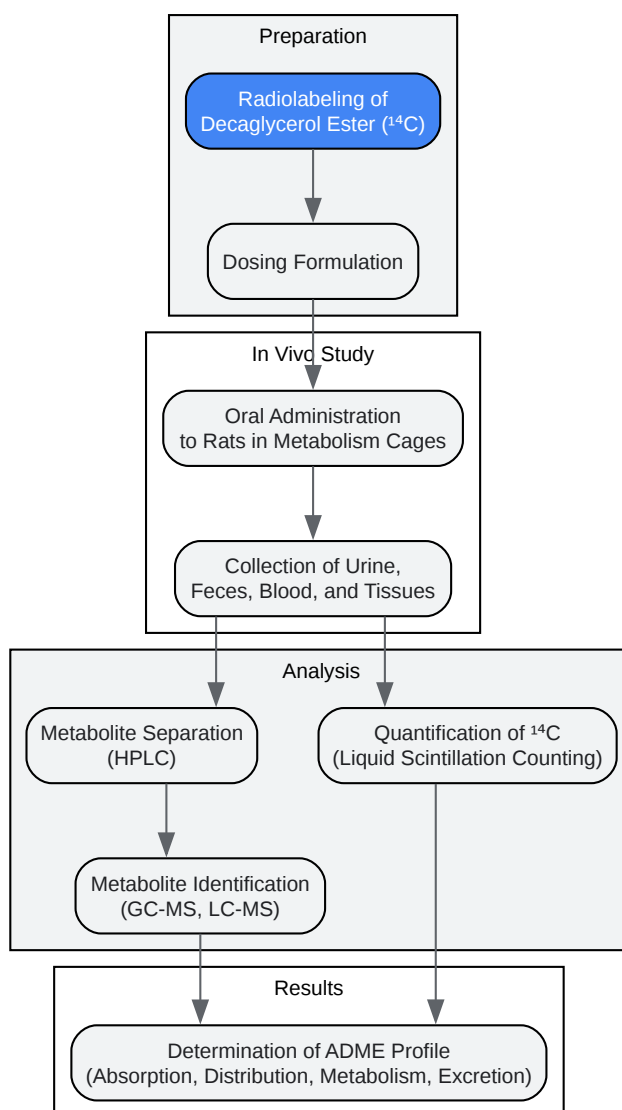 Preparation
Radiolabeling of
Decaglycerol Ester (¹⁴C)
Dosing Formulation
In Vivo Study
Oral Administration
to Rats in Metabolism Cages
Collection of Urine,
Feces, Blood, and Tissues
Analysis
Metabolite Separation
(HPLC)
Quantification of ¹⁴C
(Liquid Scintillation Counting)
Metabolite Identification
(GC-MS, LC-MS)
Results
Determination of ADME Profile
(Absorption, Distribution, Metabolism, Excretion)